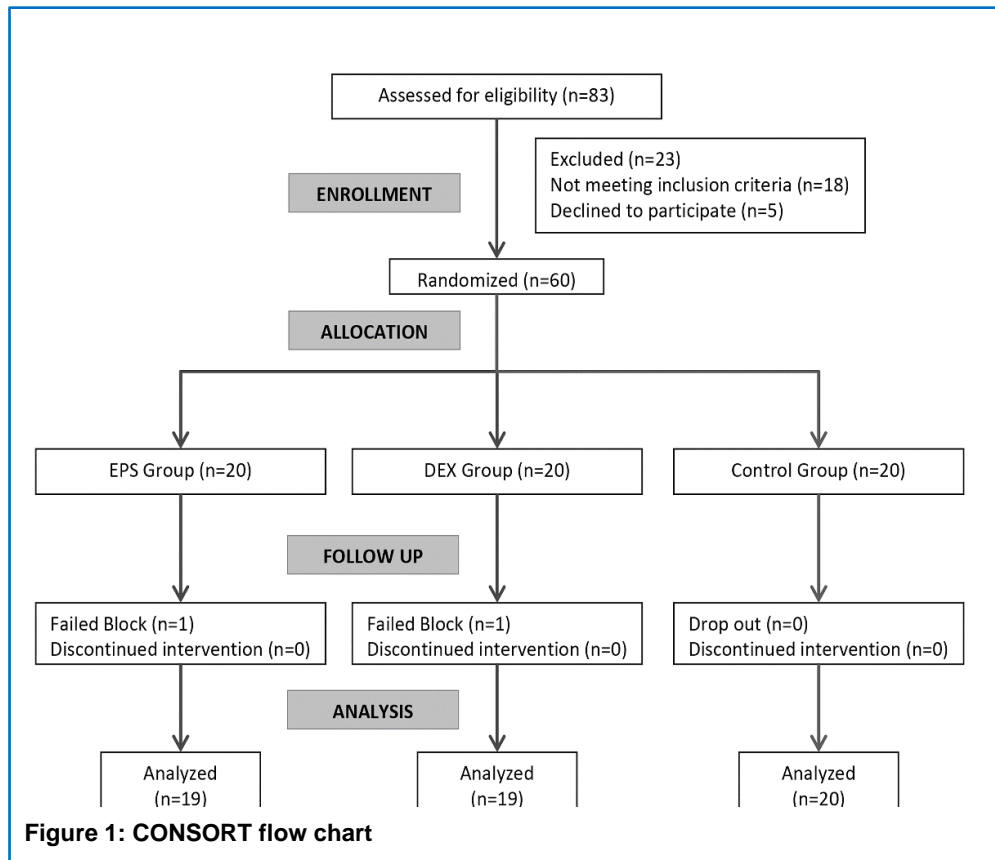 Assessed for eligibility (n=83)
Excluded (n=23)
Not meeting inclusion criteria (n=18)
Declined to participate (n=5)
ENROLLMENT
Randomized (n=60)
ALLOCATION
EPS Group (n=20)
DEX Group (n=20)
Control Group (n=20)
FOLLOW UP
Failed Block (n=1)
Discontinued intervention (n=0)
Failed Block (n=1)
Discontinued intervention (n=0)
Drop out (n=0)
Discontinued intervention (n=0)
ANALYSIS
Analyzed
(n=19)
Analyzed
(n=19)
Analyzed
(n=20)
Figure 1: CONSORT flow chart